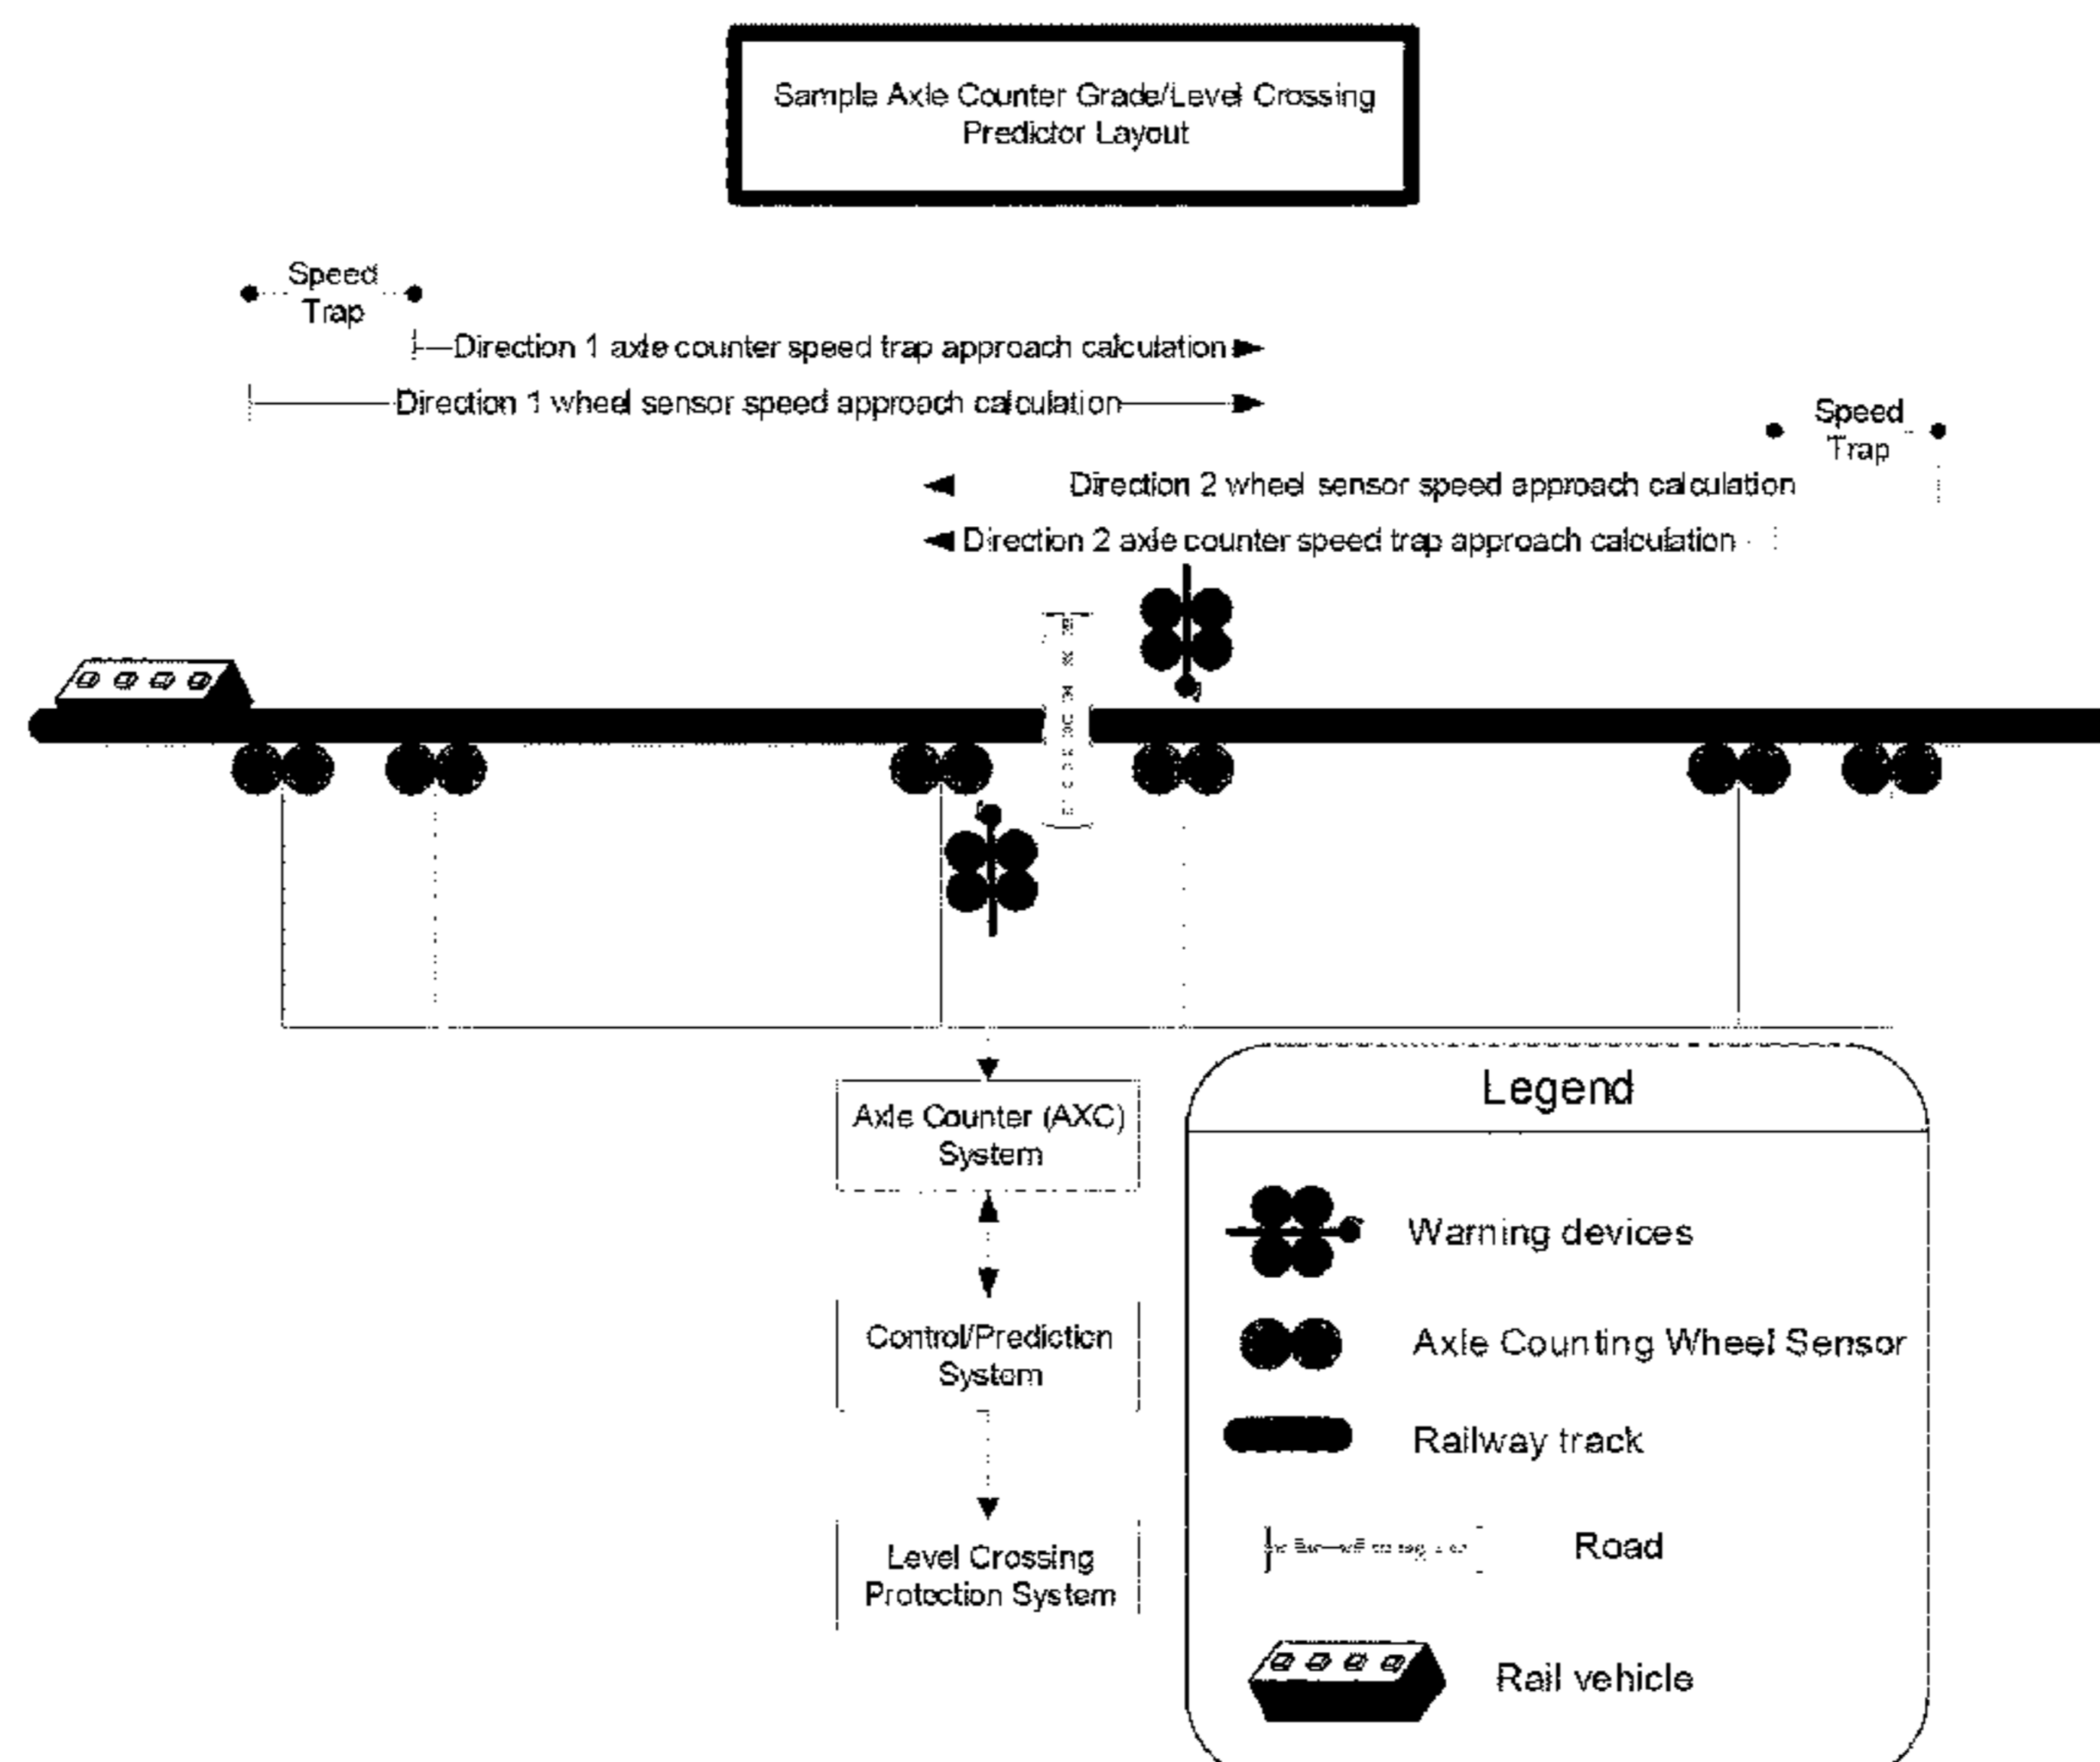 Sample Axle Counter Grade/Level Crossing
Predictor Layout
Speed
Trap
Direction 1 axle counter speed trap approach calculation
Direction 1 wheel sensor speed approach calculation
Speed
Trap
Direction 2 wheel sensor speed approach calculation
Direction 2 axle counter speed trap approach calculation
Axle Counter (AXC)
System
Control/Prediction
System
Level Crossing
Protection System
Legend
Warning devices
Axle Counting Wheel Sensor
Railway track
Road
Rail vehicle